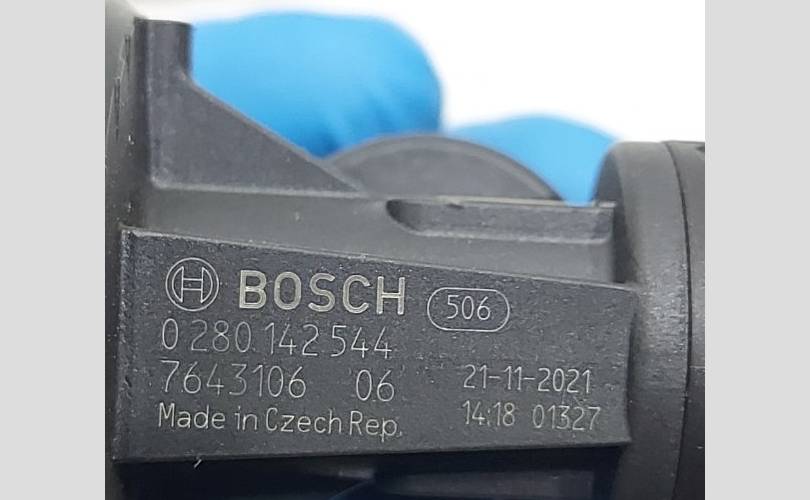 BOSCH 506
0 280 142 544
7643106 06 21-11-2021
Made in Czech Rep. 14:18 01327